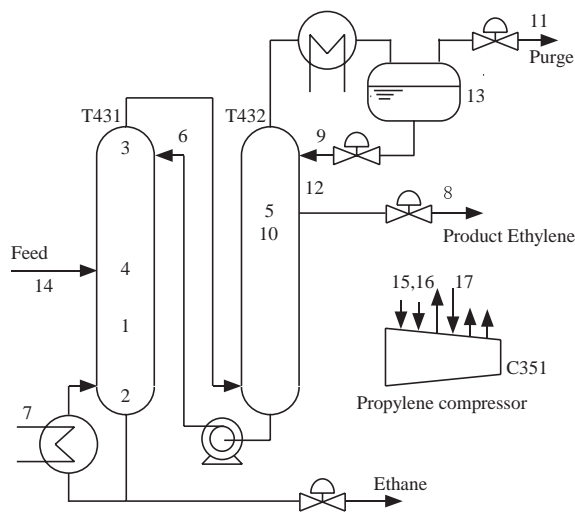 11
Purge
13
T431
T432
6
3
9
12
8
5
10
Product Ethylene
Feed
14
4
15,16
17
1
C351
Propylene compressor
2
7
Ethane